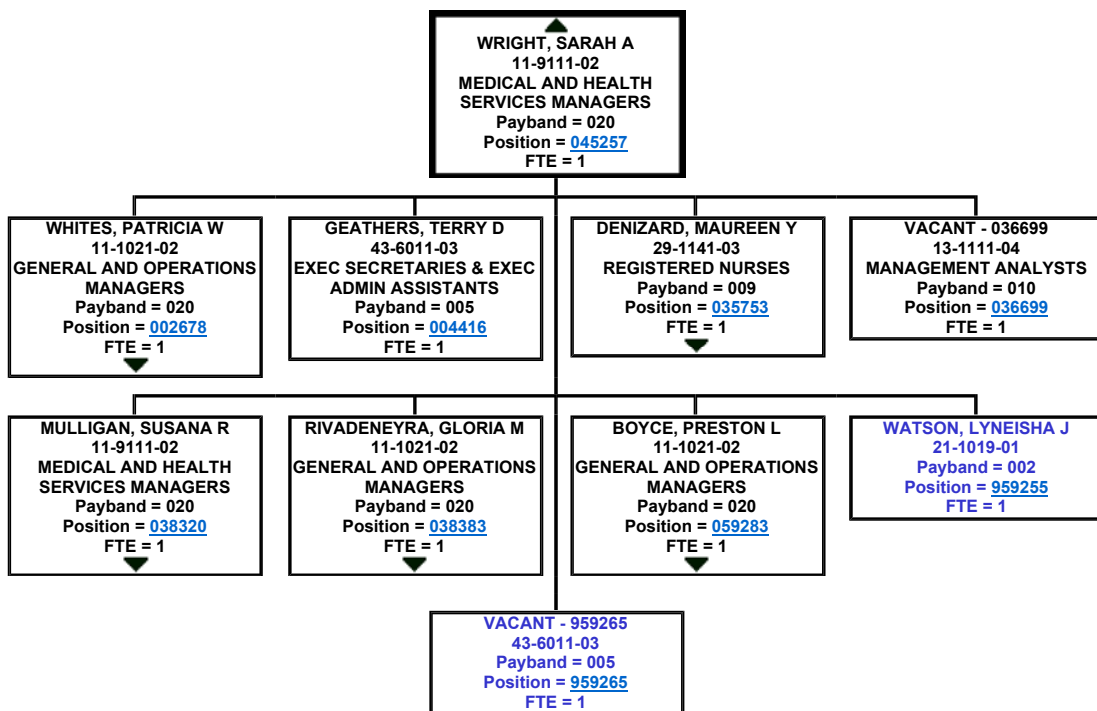 WRIGHT, SARAH A
11-9111-02
MEDICAL AND HEALTH
SERVICES MANAGERS
Payband = 020
Position = 045257
FTE = 1
WHITES, PATRICIA W
11-1021-02
GENERAL AND OPERATIONS
MANAGERS
Payband = 020
Position = 002678
FTE = 1
GEATHERS, TERRY D
43-6011-03
EXEC SECRETARIES & EXEC
ADMIN ASSISTANTS
Payband = 005
Position = 004416
FTE = 1
DENIZARD, MAUREEN Y
29-1141-03
REGISTERED NURSES
Payband = 009
Position = 035753
FTE = 1
VACANT - 036699
13-1111-04
MANAGEMENT ANALYSTS
Payband = 010
Position = 036699
FTE = 1
MULLIGAN, SUSANA R
11-9111-02
MEDICAL AND HEALTH
SERVICES MANAGERS
Payband = 020
Position = 038320
FTE = 1
RIVADENEYRA, GLORIA M
11-1021-02
GENERAL AND OPERATIONS
MANAGERS
Payband = 020
Position = 038383
FTE = 1
BOYCE, PRESTON L
11-1021-02
GENERAL AND OPERATIONS
MANAGERS
Payband = 020
Position = 059283
FTE = 1
WATSON, LYNEISHA J
21-1019-01
Payband = 002
Position = 959255
FTE = 1
VACANT - 959265
43-6011-03
Payband = 005
Position = 959265
FTE = 1